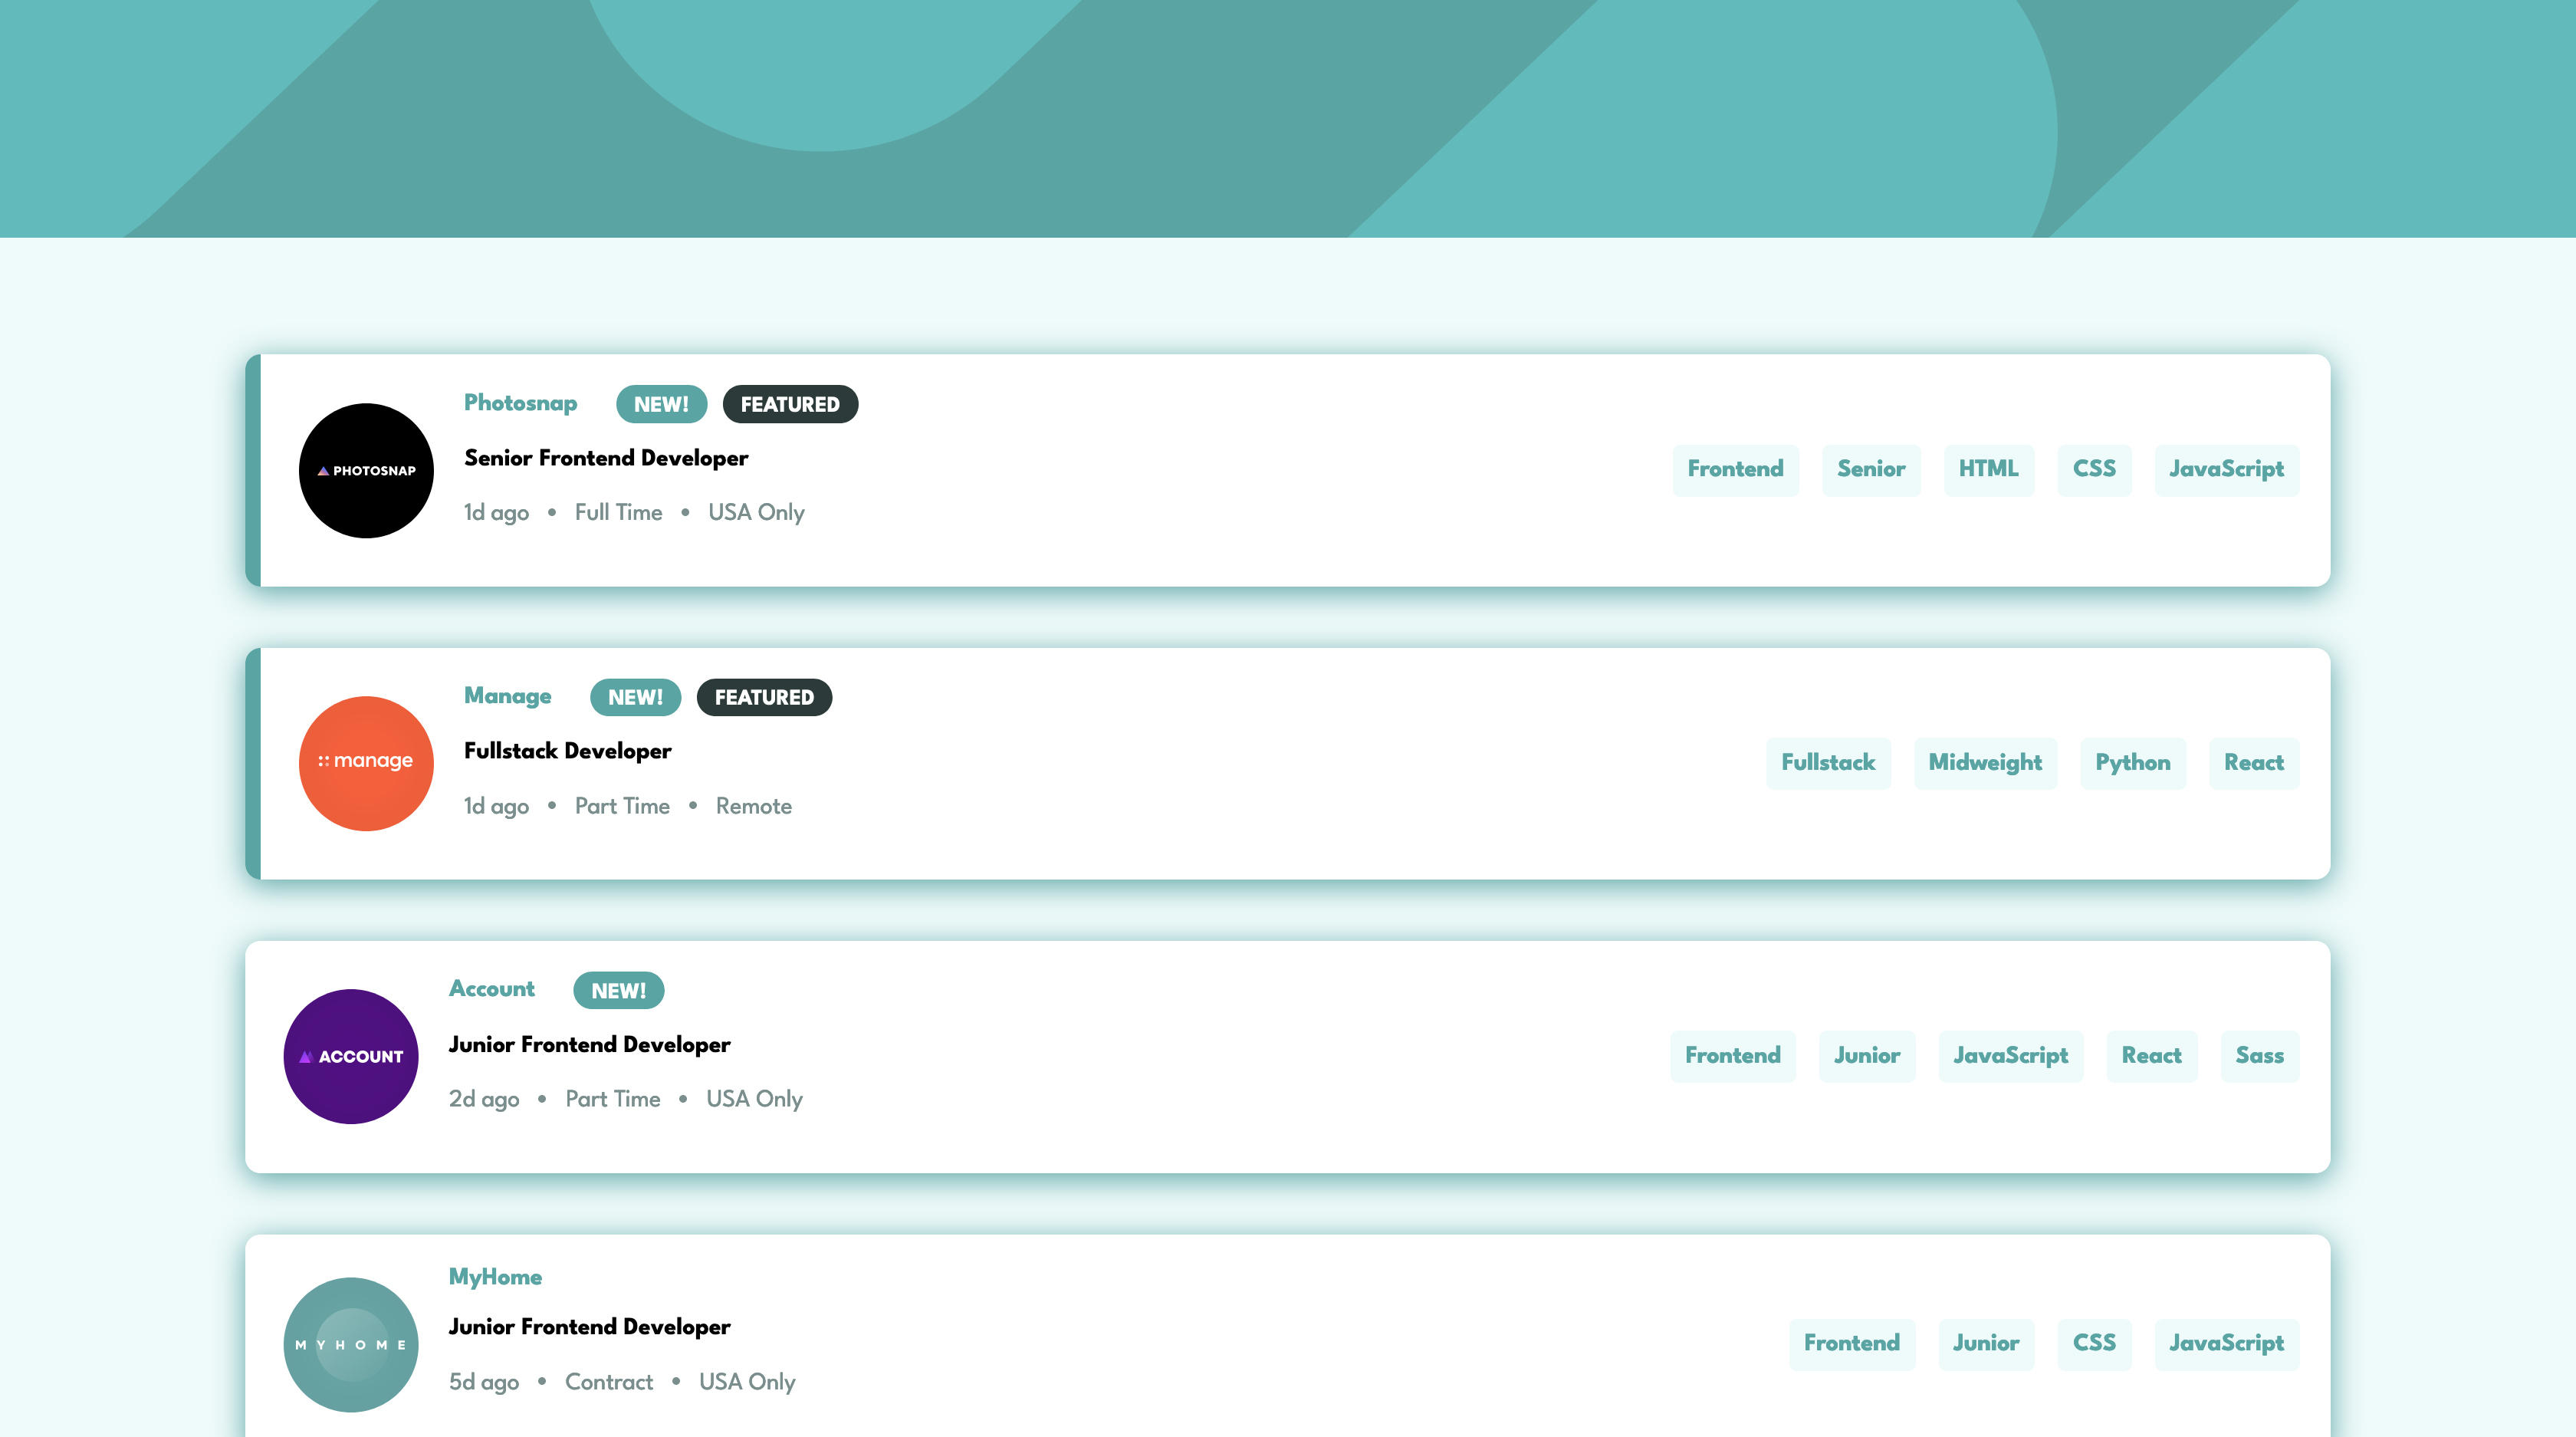 PHOTOSNAP
Photosnap NEW! FEATURED
Senior Frontend Developer
1d ago • Full Time • USA Only
Frontend Senior HTML CSS JavaScript
manage
Manage NEW! FEATURED
Fullstack Developer
1d ago • Part Time • Remote
Fullstack Midweight Python React
ACCOUNT
Account NEW!
Junior Frontend Developer
2d ago • Part Time • USA Only
Frontend Junior JavaScript React Sass
MYHOME
MyHome
Junior Frontend Developer
5d ago • Contract • USA Only
Frontend Junior CSS JavaScript